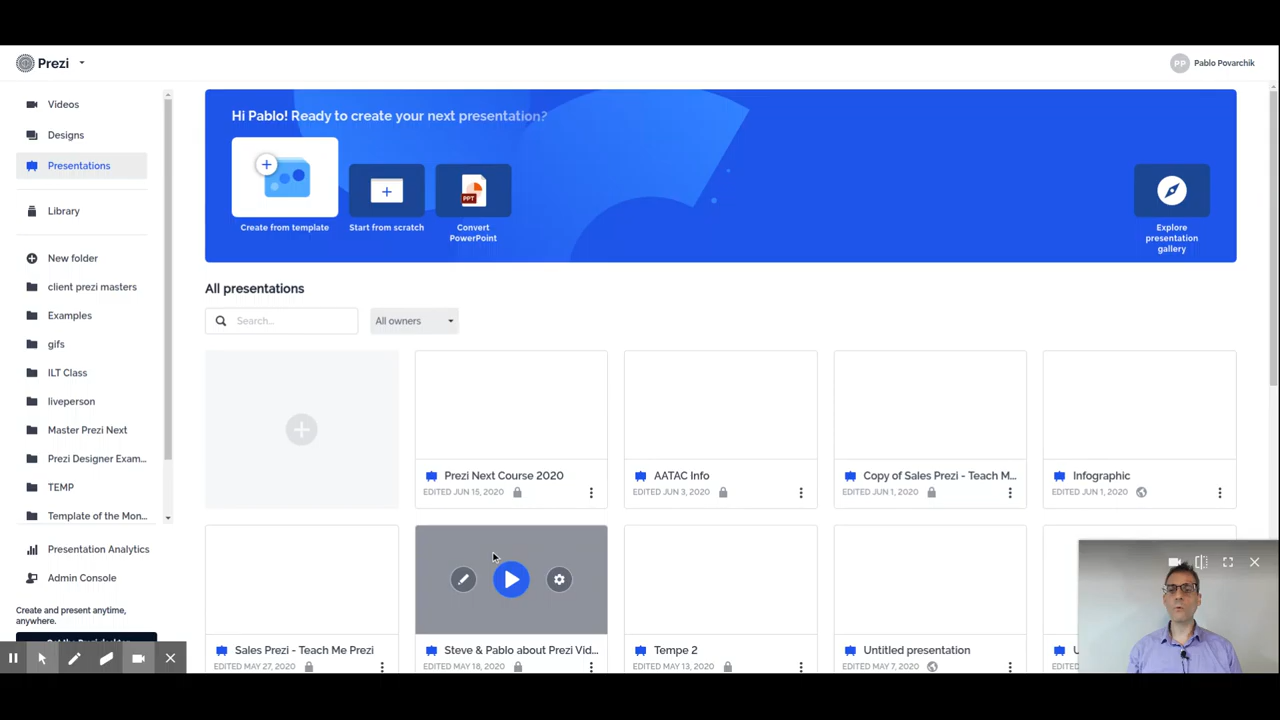 Prezi
PP
Pablo Povarchik
Videos
Designs
Presentations
Library
New folder
client prezi masters
Examples
gifs
ILT Class
liveperson
Master Prezi Next
Prezi Designer Exam...
TEMP
Template of the Mon...
Presentation Analytics
Admin Console
Create and present anytime,
anywhere.
Hi Pablo! Ready to create your next presentation?
Create from template
Start from scratch
PPT
Convert
PowerPoint
Explore
presentation
gallery
All presentations
Search...
All owners
Prezi Next Course 2020
EDITED JUN 15, 2020
AATAC Info
EDITED JUN 3, 2020
Copy of Sales Prezi - Teach M...
EDITED JUN 1, 2020
Infographic
EDITED JUN 1, 2020
Sales Prezi - Teach Me Prezi
EDITED MAY 27, 2020
Steve & Pablo about Prezi Vid...
EDITED MAY 18, 2020
Tempe 2
EDITED MAY 13, 2020
Untitled presentation
EDITED MAY 7, 2020